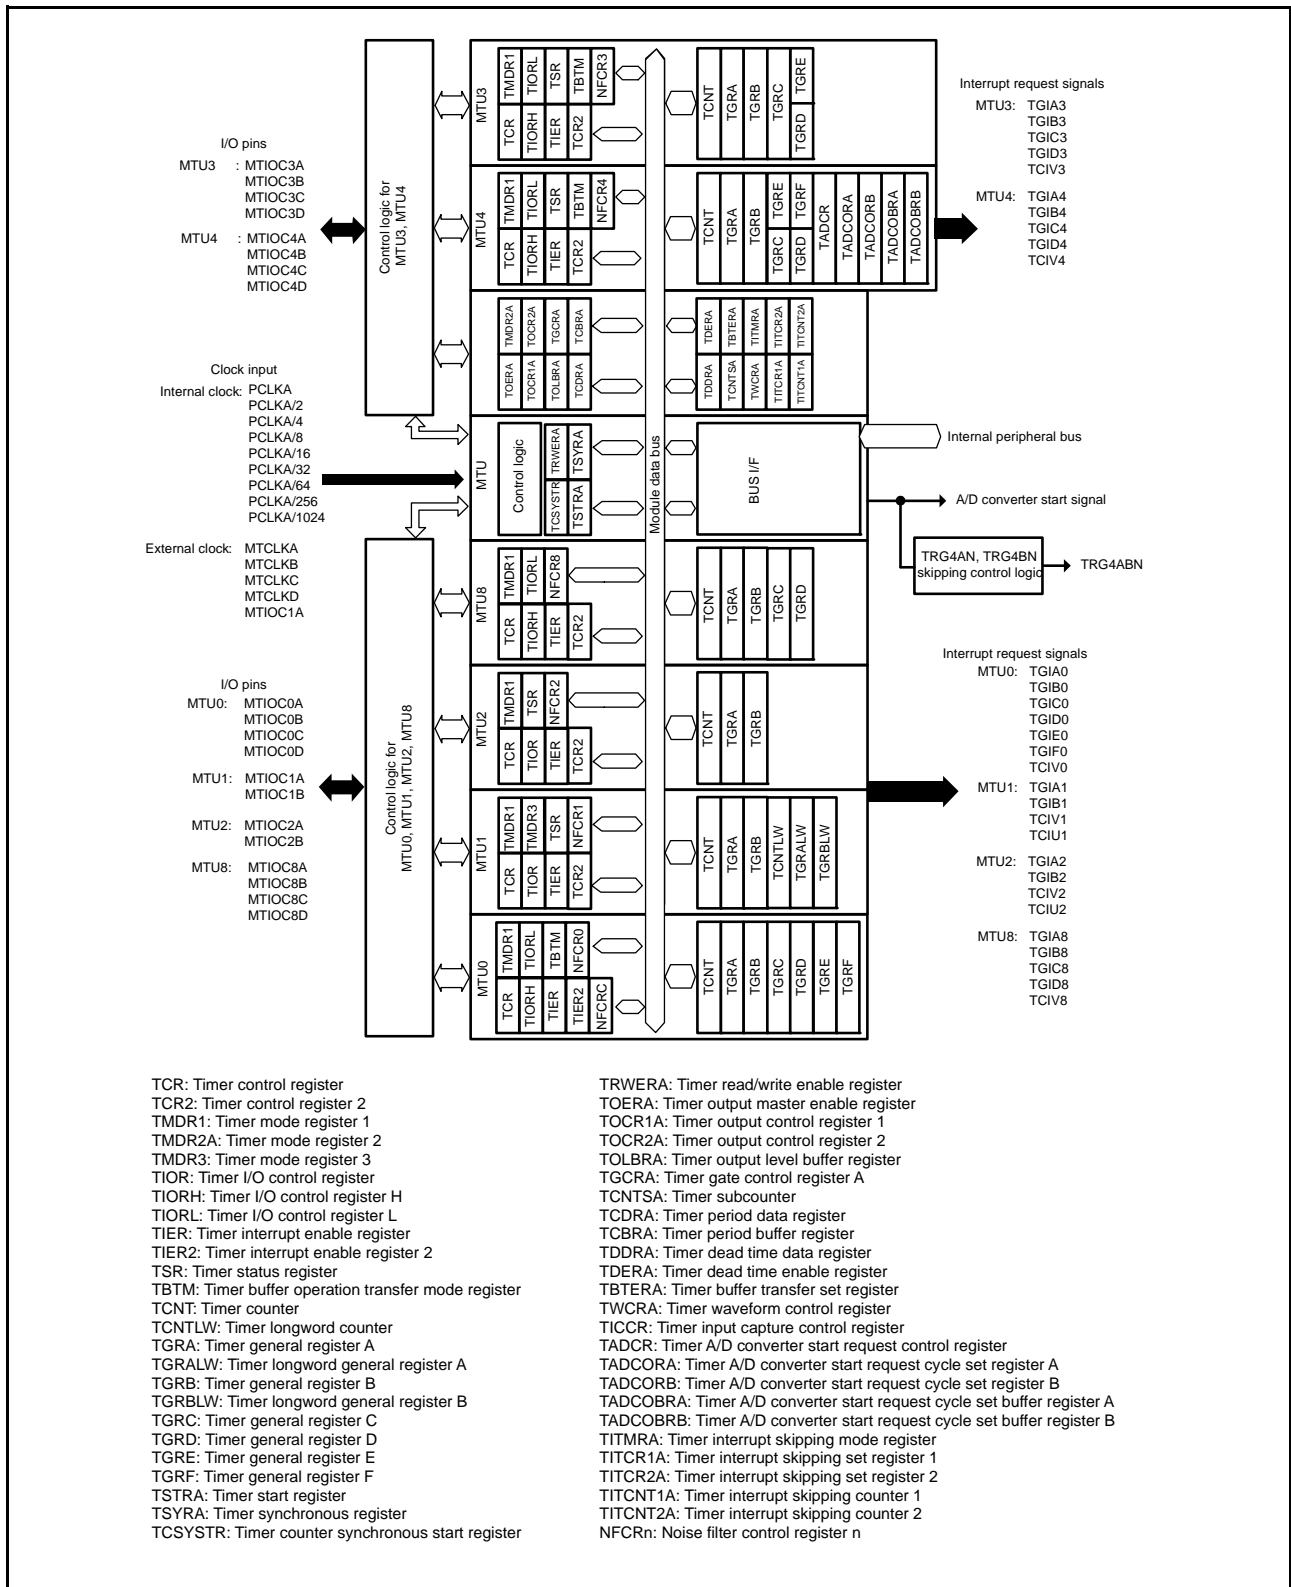 I/O pins
MTU3 : MTIOC3A
MTIOC3B
MTIOC3C
MTIOC3D
MTU4 : MTIOC4A
MTIOC4B
MTIOC4C
MTIOC4D
Clock input
Internal clock: PCLKA
PCLKA/2
PCLKA/4
PCLKA/8
PCLKA/16
PCLKA/32
PCLKA/64
PCLKA/256
PCLKA/1024
External clock: MTCLKA
MTCLKB
MTCLKC
MTCLKD
MTIOC1A
I/O pins
MTU0: MTIOC0A
MTIOC0B
MTIOC0C
MTIOC0D
MTU1: MTIOC1A
MTIOC1B
MTU2: MTIOC2A
MTIOC2B
MTU8: MTIOC8A
MTIOC8B
MTIOC8C
MTIOC8D
Control logic for
MTU3, MTU4
Control logic for
MTU0, MTU1, MTU2, MTU8
MTU3
TMDR1 TIORL TSR TBTM NFCR3
TCR TIORH TIER TCR2
TCNT TGRA TGRB TGRC TGRE
TGRD
MTU4
TMDR1 TIORL TSR TBTM NFCR4
TCR TIORH TIER TCR2
TCNT TGRA TGRB TGRE TGRF TADCR TADCORA TADCORB TADCOBRA TADCOBRB
TGRC TGRD
TMDR2A TOCR2A TGCRA TCBRA
TOERA TOCR1A TOLBRA TCDRA
TDERA TBTERA TITMRA TITCR2A TITCNT2A
TDDRA TCNTSA TWCRA TITCR1A TITCNT1A
MTU
Control logic
TRWERA TSYRA
TCSYSTR TSTRA
Module data bus
BUS I/F
MTU8
TMDR1 TIORL NFCR8
TCR TIORH TIER TCR2
TCNT TGRA TGRB TGRC TGRD
MTU2
TMDR1 TSR NFCR2
TCR TIOR TIER TCR2
TCNT TGRA TGRB
MTU1
TMDR1 TMDR3 TSR NFCR1
TCR TIOR TIER TCR2
TCNT TGRA TGRB TCNTLW TGRALW TGRBLW
MTU0
TMDR1 TIORL TBTM NFCR0
TCR TIORH TIER TIER2 NFCRC
TCNT TGRA TGRB TGRC TGRD TGRE TGRF
Interrupt request signals
MTU3: TGIA3
TGIB3
TGIC3
TGID3
TCIV3
MTU4: TGIA4
TGIB4
TGIC4
TGID4
TCIV4
Internal peripheral bus
A/D converter start signal
TRG4AN, TRG4BN
skipping control logic
TRG4ABN
Interrupt request signals
MTU0: TGIA0
TGIB0
TGIC0
TGID0
TGIE0
TGIF0
TCIV0
MTU1: TGIA1
TGIB1
TCIV1
TCIU1
MTU2: TGIA2
TGIB2
TCIV2
TCIU2
MTU8: TGIA8
TGIB8
TGIC8
TGID8
TCIV8
TCR: Timer control register
TCR2: Timer control register 2
TMDR1: Timer mode register 1
TMDR2A: Timer mode register 2
TMDR3: Timer mode register 3
TIOR: Timer I/O control register
TIORH: Timer I/O control register H
TIORL: Timer I/O control register L
TIER: Timer interrupt enable register
TIER2: Timer interrupt enable register 2
TSR: Timer status register
TBTM: Timer buffer operation transfer mode register
TCNT: Timer counter
TCNTLW: Timer longword counter
TGRA: Timer general register A
TGRALW: Timer longword general register A
TGRB: Timer general register B
TGRBLW: Timer longword general register B
TGRC: Timer general register C
TGRD: Timer general register D
TGRE: Timer general register E
TGRF: Timer general register F
TSTRA: Timer start register
TSYRA: Timer synchronous register
TCSYSTR: Timer counter synchronous start register
TRWERA: Timer read/write enable register
TOERA: Timer output master enable register
TOCR1A: Timer output control register 1
TOCR2A: Timer output control register 2
TOLBRA: Timer output level buffer register
TGCRA: Timer gate control register A
TCNTSA: Timer subcounter
TCDRA: Timer period data register
TCBRA: Timer period buffer register
TDDRA: Timer dead time data register
TDERA: Timer dead time enable register
TBTERA: Timer buffer transfer set register
TWCRA: Timer waveform control register
TICCR: Timer input capture control register
TADCR: Timer A/D converter start request control register
TADCORA: Timer A/D converter start request cycle set register A
TADCORB: Timer A/D converter start request cycle set register B
TADCOBRA: Timer A/D converter start request cycle set buffer register A
TADCOBRB: Timer A/D converter start request cycle set buffer register B
TITMRA: Timer interrupt skipping mode register
TITCR1A: Timer interrupt skipping set register 1
TITCR2A: Timer interrupt skipping set register 2
TITCNT1A: Timer interrupt skipping counter 1
TITCNT2A: Timer interrupt skipping counter 2
NFCRn: Noise filter control register n